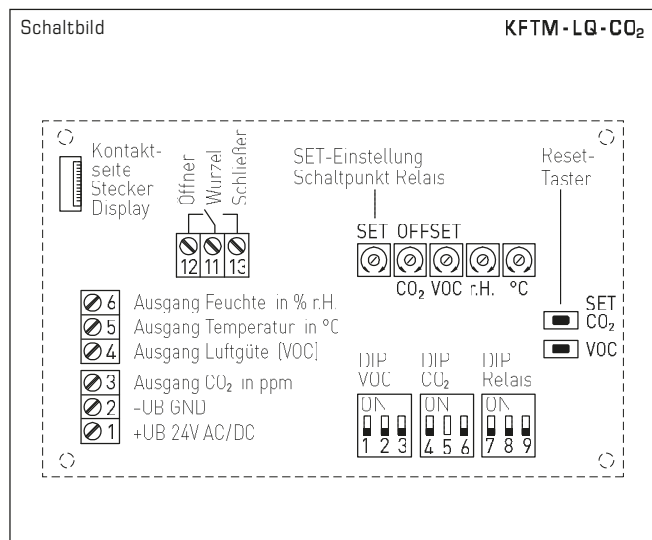 Schaltbild
KFTM-LQ-CO₂
Kontakt-
seite
Stecker
Display
Öffner
Wurzel
Schließer
12 11 13
SET-Einstellung
Schaltpunkt Relais
SET OFFSET
CO₂ VOC r.H. °C
Reset-
Taster
SET
CO₂
VOC
6 Ausgang Feuchte in % r.H.
5 Ausgang Temperatur in °C
4 Ausgang Luftgüte (VOC)
3 Ausgang CO₂ in ppm
2 -UB GND
1 +UB 24V AC/DC
DIP
VOC
ON
1 2 3
DIP
CO₂
ON
4 5 6
DIP
Relais
ON
7 8 9